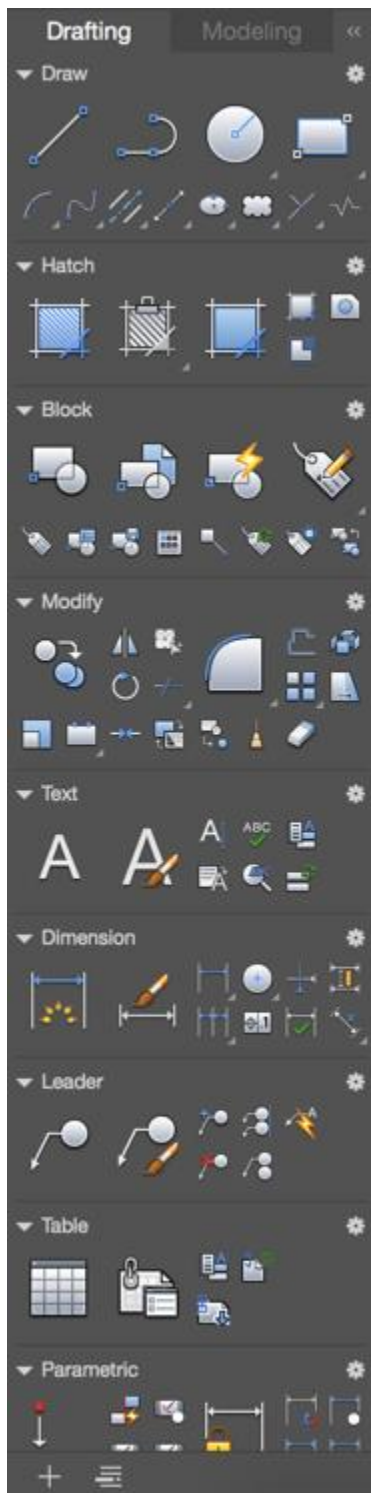 Drafting Modeling
Draw
Hatch
Block
Modify
Text
A
A
A
ABC
Dimension
Leader
Table
Parametric